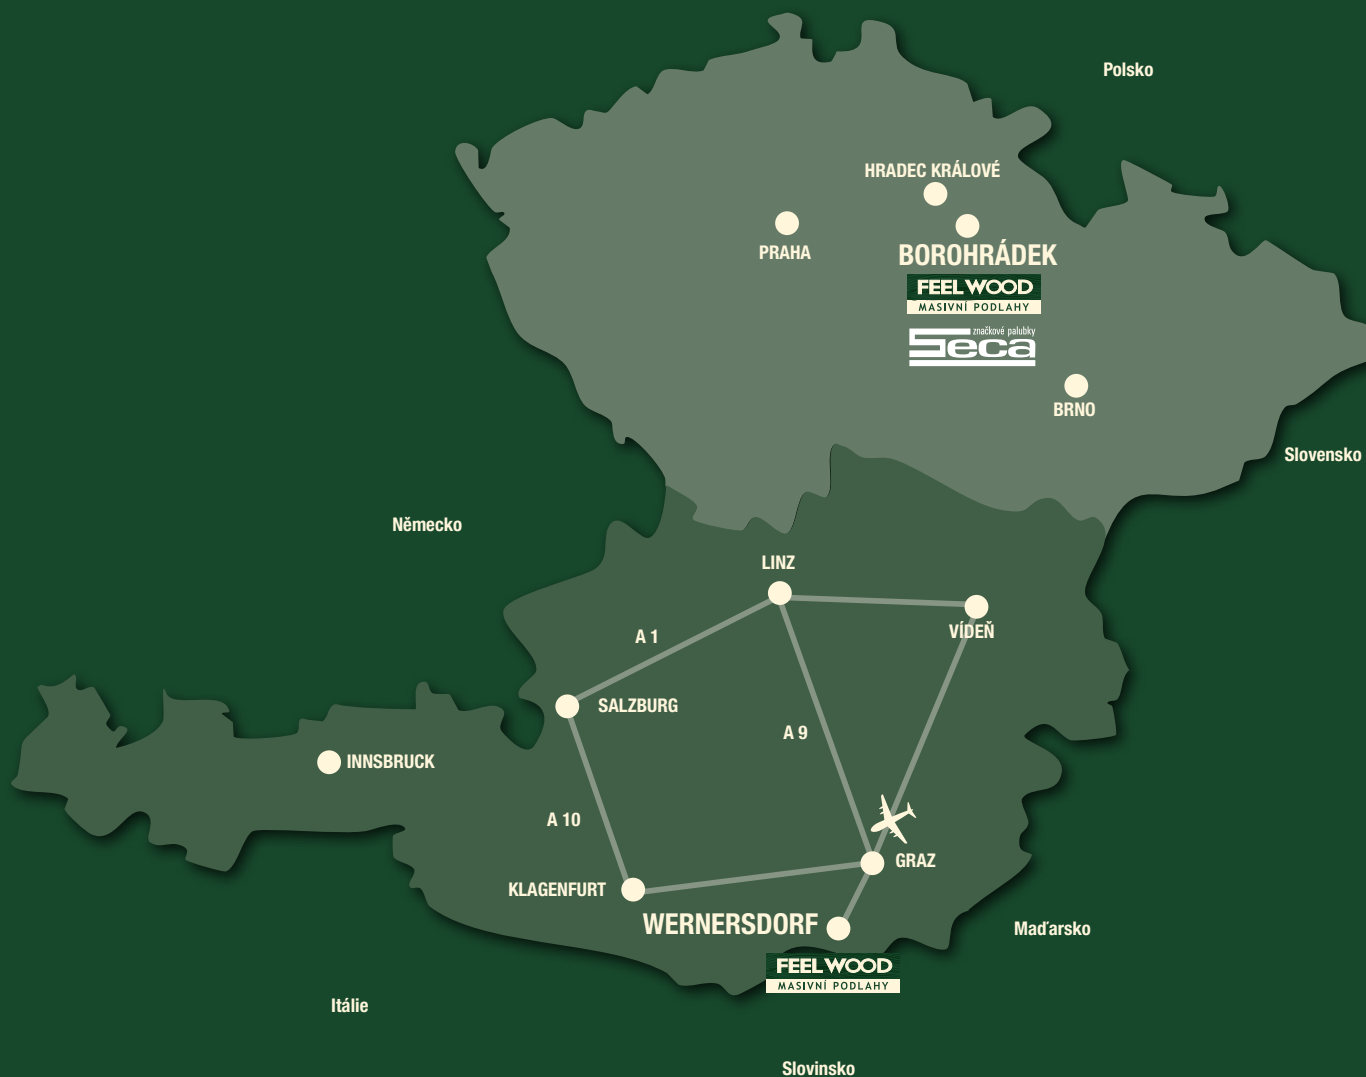 Polsko
HRADEC KRÁLOVÉ
PRAHA
BOROHRÁDEK
FEELWOOD
MASIVNÍ PODLAHY
značkové palubky
Seca
BRNO
Slovensko
Německo
LINZ
VÍDEŇ
A 1
SALZBURG
A 9
INNSBRUCK
A 10
GRAZ
KLAGENFURT
WERNERSDORF
Maďarsko
FEELWOOD
MASIVNÍ PODLAHY
Itálie
Slovinsko